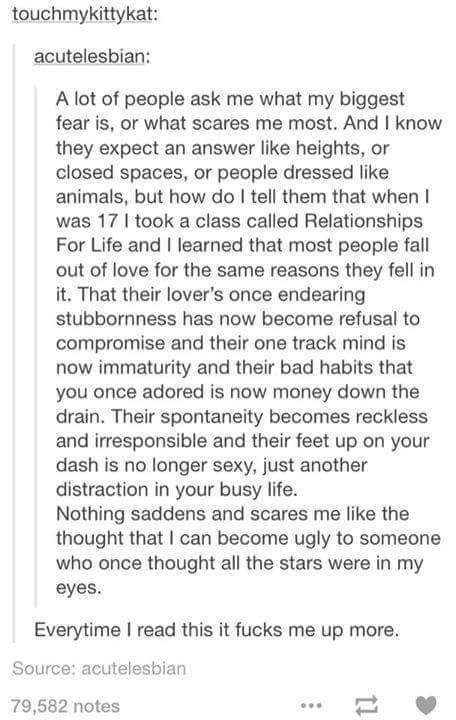 touchmykittykat:
acutelesbian:
A lot of people ask me what my biggest
fear is, or what scares me most. And I know
they expect an answer like heights, or
closed spaces, or people dressed like
animals, but how do I tell them that when I
was 17 I took a class called Relationships
For Life and I learned that most people fall
out of love for the same reasons they fell in
it. That their lover's once endearing
stubbornness has now become refusal to
compromise and their one track mind is
now immaturity and their bad habits that
you once adored is now money down the
drain. Their spontaneity becomes reckless
and irresponsible and their feet up on your
dash is no longer sexy, just another
distraction in your busy life.
Nothing saddens and scares me like the
thought that I can become ugly to someone
who once thought all the stars were in my
eyes.
Everytime I read this it fucks me up more.
Source: acutelesbian
79,582 notes